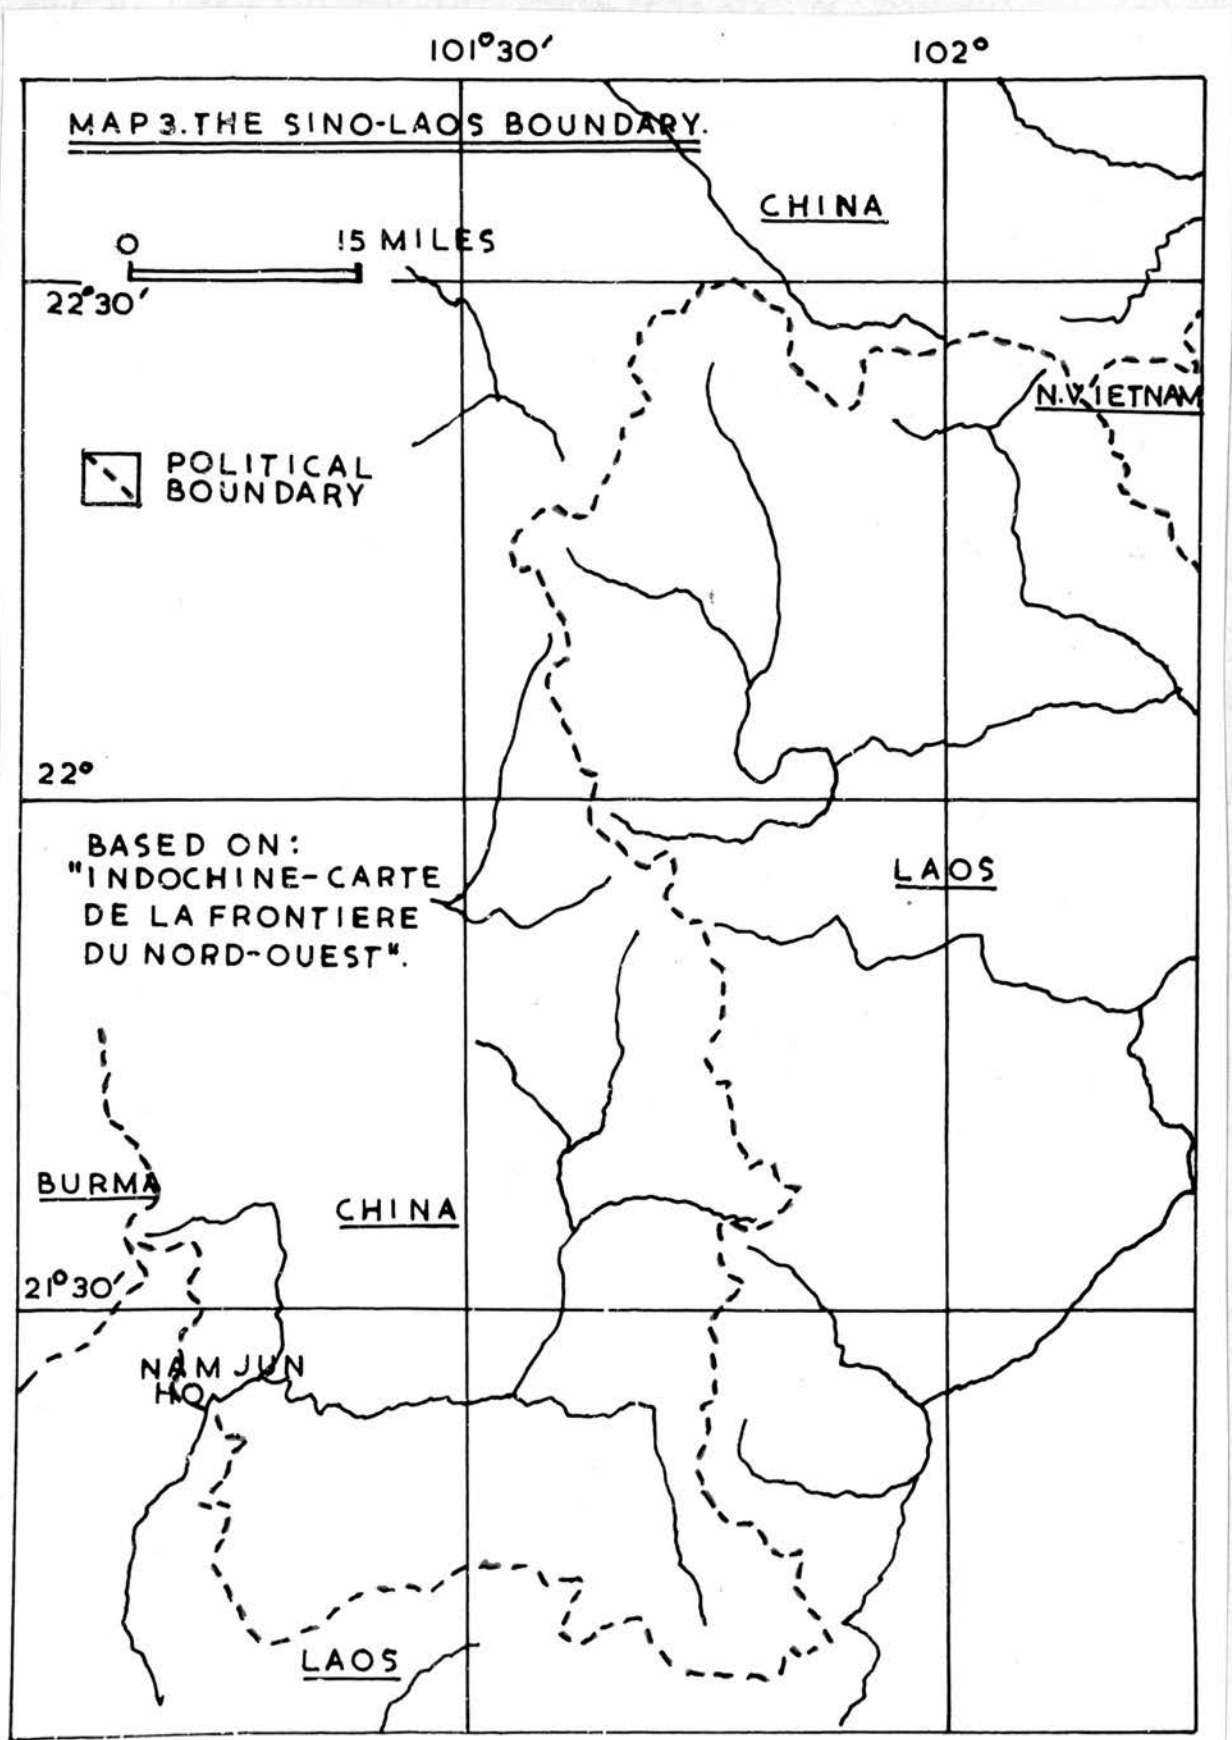 101°30′ 102°
MAP 3. THE SINO-LAOS BOUNDARY.
CHINA
0 15 MILES
22°30′
N. VIETNAM
POLITICAL
BOUNDARY
22°
BASED ON:
"INDOCHINE-CARTE
DE LA FRONTIERE
DU NORD-OUEST".
LAOS
BURMA
CHINA
21°30′
NAM JUN
HO
LAOS